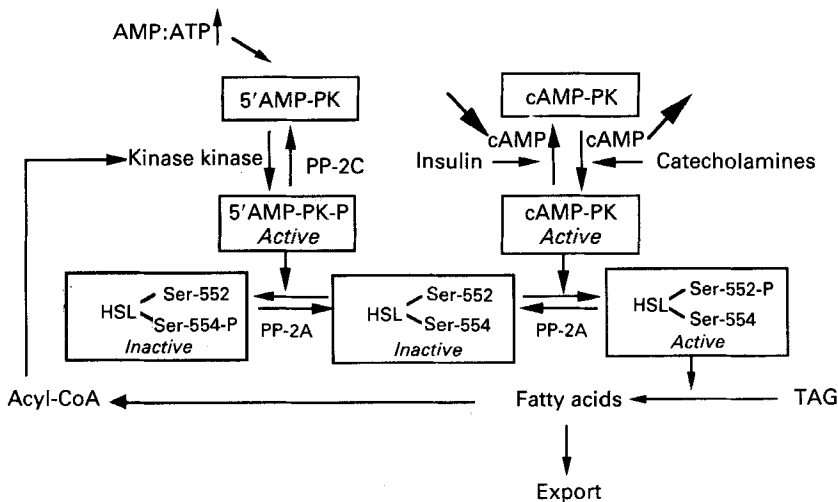 AMP:ATP
5'AMP-PK
cAMP-PK
Kinase kinase
PP-2C
cAMP
cAMP
Insulin
Catecholamines
5'AMP-PK-P
Active
cAMP-PK
Active
HSL
Ser-552
Ser-554-P
Inactive
PP-2A
HSL
Ser-552
Ser-554
Inactive
PP-2A
HSL
Ser-552-P
Ser-554
Active
Acyl-CoA
Fatty acids
TAG
Export